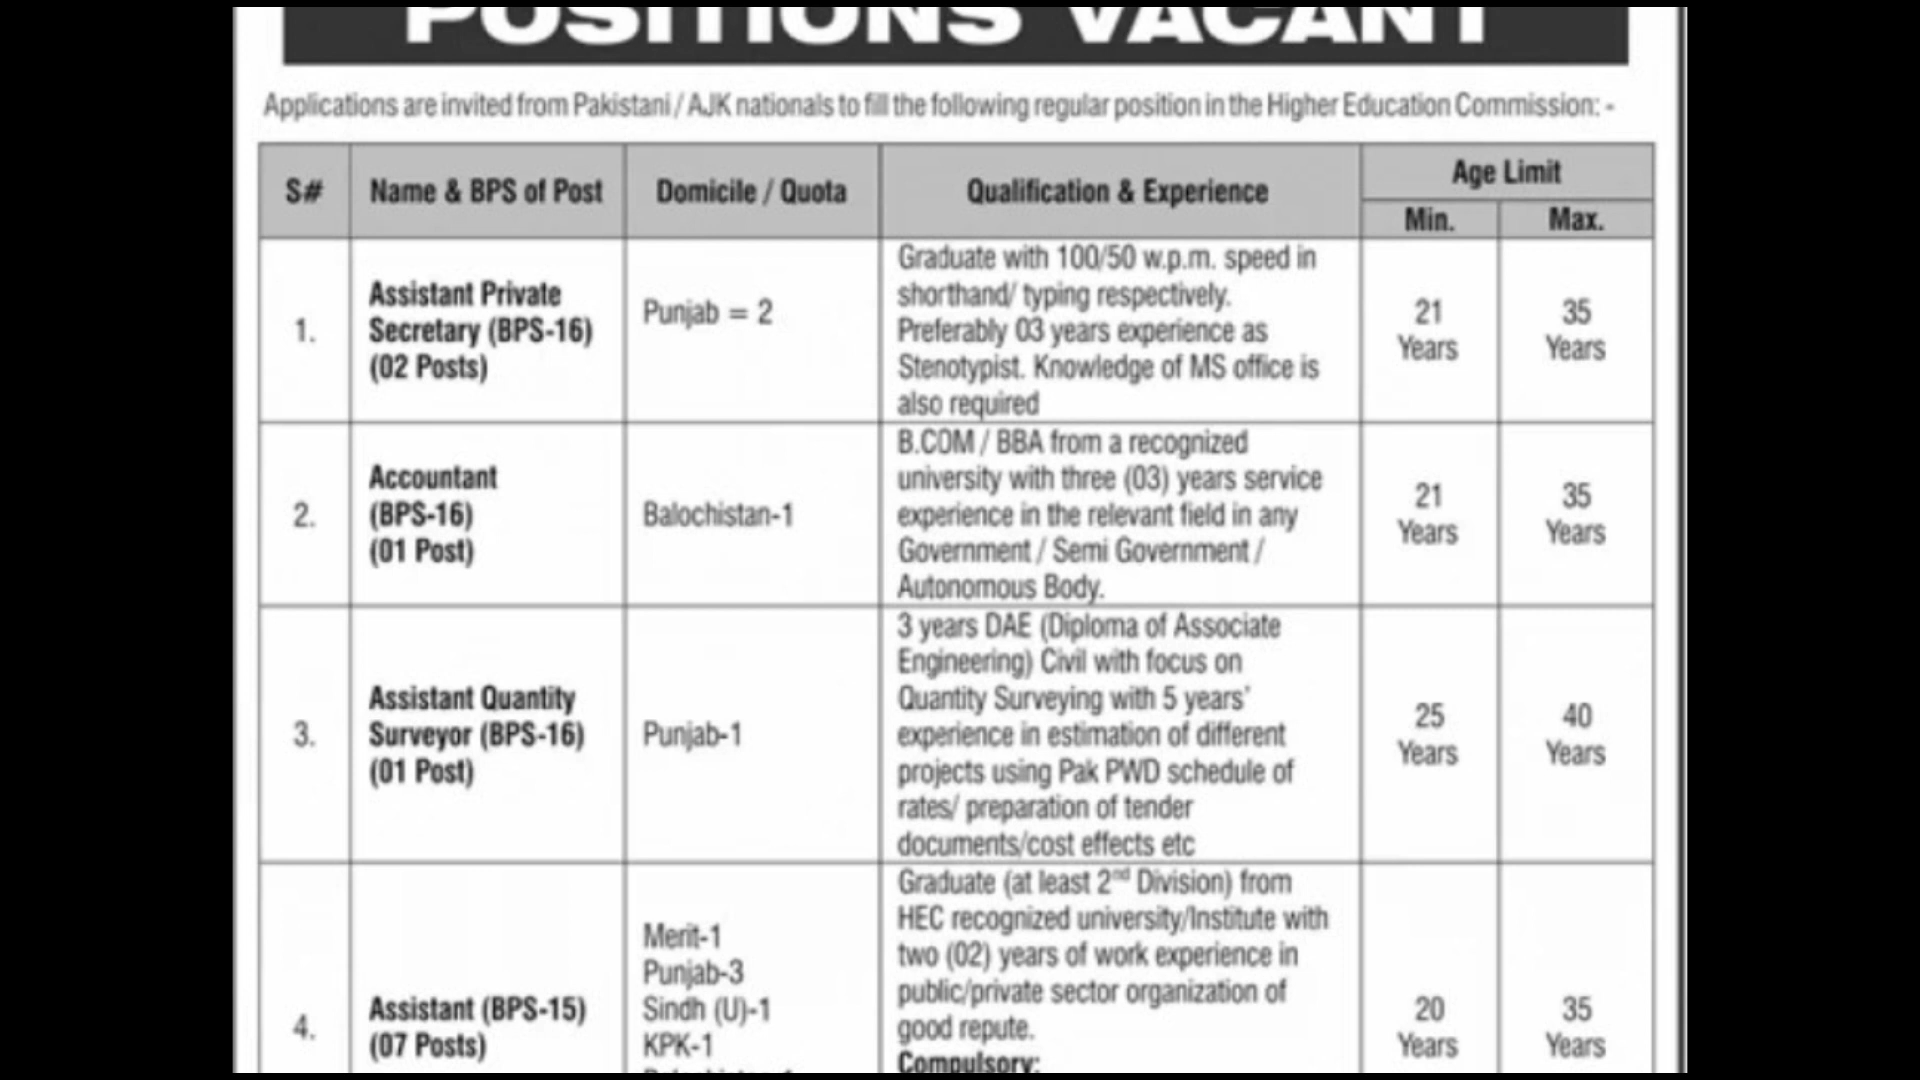 POSITIONS VACANT
Applications are invited from Pakistani / AJK nationals to fill the following regular position in the Higher Education Commission: -
S#
Name & BPS of Post
Domicile / Quota
Qualification & Experience
Age Limit
Min.
Max.
1.
Assistant Private
Secretary (BPS-16)
(02 Posts)
Punjab = 2
Graduate with 100/50 w.p.m. speed in
shorthand/ typing respectively.
Preferably 03 years experience as
Stenotypist. Knowledge of MS office is
also required
21
Years
35
Years
2.
Accountant
(BPS-16)
(01 Post)
Balochistan-1
B.COM / BBA from a recognized
university with three (03) years service
experience in the relevant field in any
Government / Semi Government /
Autonomous Body.
21
Years
35
Years
3.
Assistant Quantity
Surveyor (BPS-16)
(01 Post)
Punjab-1
3 years DAE (Diploma of Associate
Engineering) Civil with focus on
Quantity Surveying with 5 years'
experience in estimation of different
projects using Pak PWD schedule of
rates/ preparation of tender
documents/cost effects etc
25
Years
40
Years
4.
Assistant (BPS-15)
(07 Posts)
Merit-1
Punjab-3
Sindh (U)-1
KPK-1
Graduate (at least 2nd Division) from
HEC recognized university/Institute with
two (02) years of work experience in
public/private sector organization of
good repute.
Compulsory:
20
Years
35
Years